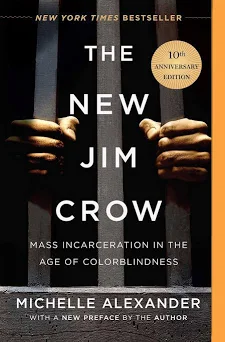 NEW YORK TIMES BESTSELLER
THE
10th
ANNIVERSARY
EDITION
NEW
JIM
CROW
MASS INCARCERATION IN THE
AGE OF COLORBLINDNESS
MICHELLE ALEXANDER
WITH A NEW PREFACE BY THE AUTHOR